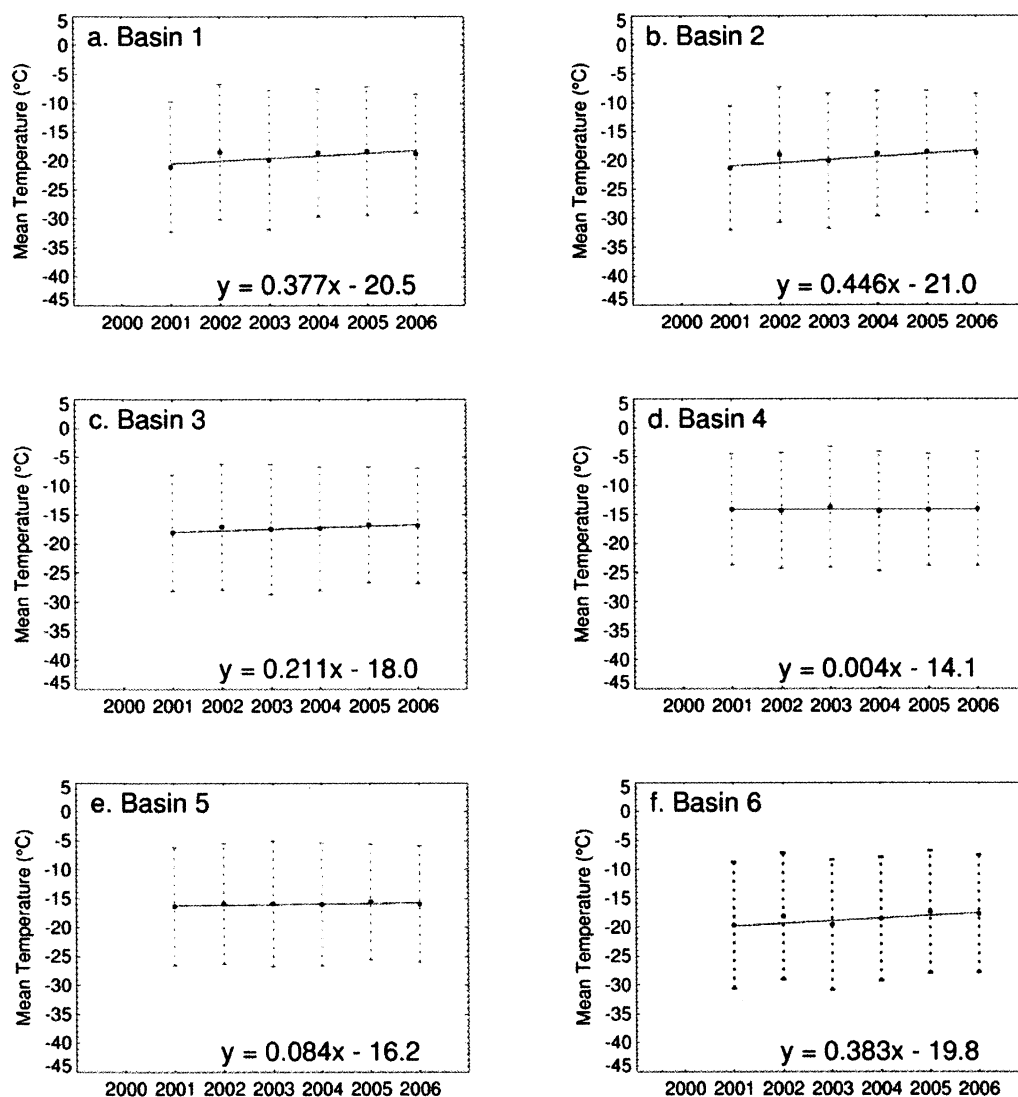 a. Basin 1
Mean Temperature (°C)
5
0
-5
-10
-15
-20
-25
-30
-35
-40
-45
y = 0.377x - 20.5
2000 2001 2002 2003 2004 2005 2006
b. Basin 2
Mean Temperature (°C)
5
0
-5
-10
-15
-20
-25
-30
-35
-40
-45
y = 0.446x - 21.0
2000 2001 2002 2003 2004 2005 2006
c. Basin 3
Mean Temperature (°C)
5
0
-5
-10
-15
-20
-25
-30
-35
-40
-45
y = 0.211x - 18.0
2000 2001 2002 2003 2004 2005 2006
d. Basin 4
Mean Temperature (°C)
5
0
-5
-10
-15
-20
-25
-30
-35
-40
-45
y = 0.004x - 14.1
2000 2001 2002 2003 2004 2005 2006
e. Basin 5
Mean Temperature (°C)
5
0
-5
-10
-15
-20
-25
-30
-35
-40
-45
y = 0.084x - 16.2
2000 2001 2002 2003 2004 2005 2006
f. Basin 6
Mean Temperature (°C)
5
0
-5
-10
-15
-20
-25
-30
-35
-40
-45
y = 0.383x - 19.8
2000 2001 2002 2003 2004 2005 2006